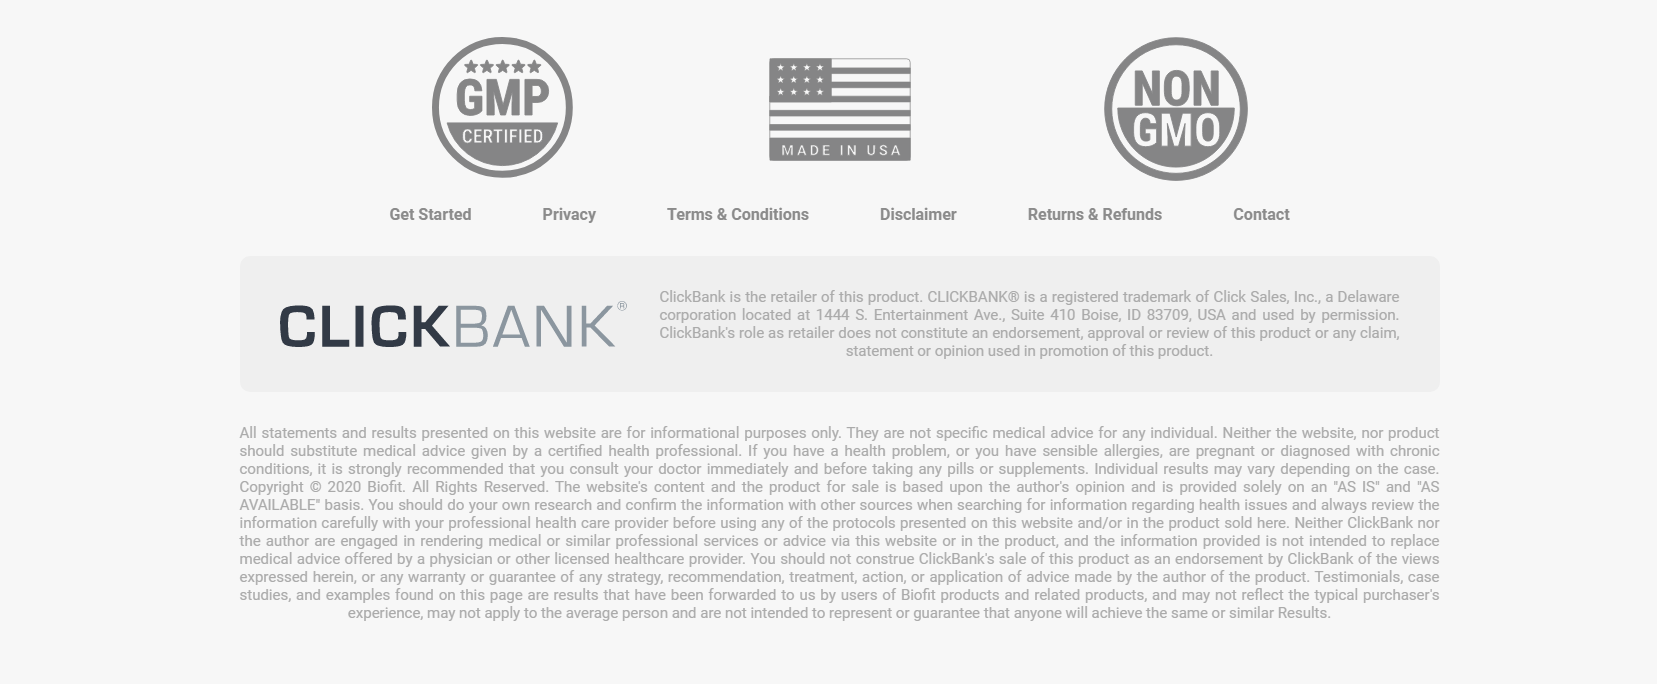 GMP
CERTIFIED
MADE IN USA
NON
GMO
Get Started Privacy Terms & Conditions Disclaimer Returns & Refunds Contact
CLICKBANK®
ClickBank is the retailer of this product. CLICKBANK® is a registered trademark of Click Sales, Inc., a Delaware
corporation located at 1444 S. Entertainment Ave., Suite 410 Boise, ID 83709, USA and used by permission.
ClickBank's role as retailer does not constitute an endorsement, approval or review of this product or any claim,
statement or opinion used in promotion of this product.
All statements and results presented on this website are for informational purposes only. They are not specific medical advice for any individual. Neither the website, nor product
should substitute medical advice given by a certified health professional. If you have a health problem, or you have sensible allergies, are pregnant or diagnosed with chronic
conditions, it is strongly recommended that you consult your doctor immediately and before taking any pills or supplements. Individual results may vary depending on the case.
Copyright © 2020 Biofit. All Rights Reserved. The website's content and the product for sale is based upon the author's opinion and is provided solely on an "AS IS" and "AS
AVAILABLE" basis. You should do your own research and confirm the information with other sources when searching for information regarding health issues and always review the
information carefully with your professional health care provider before using any of the protocols presented on this website and/or in the product sold here. Neither ClickBank nor
the author are engaged in rendering medical or similar professional services or advice via this website or in the product, and the information provided is not intended to replace
medical advice offered by a physician or other licensed healthcare provider. You should not construe ClickBank's sale of this product as an endorsement by ClickBank of the views
expressed herein, or any warranty or guarantee of any strategy, recommendation, treatment, action, or application of advice made by the author of the product. Testimonials, case
studies, and examples found on this page are results that have been forwarded to us by users of Biofit products and related products, and may not reflect the typical purchaser's
experience, may not apply to the average person and are not intended to represent or guarantee that anyone will achieve the same or similar Results.